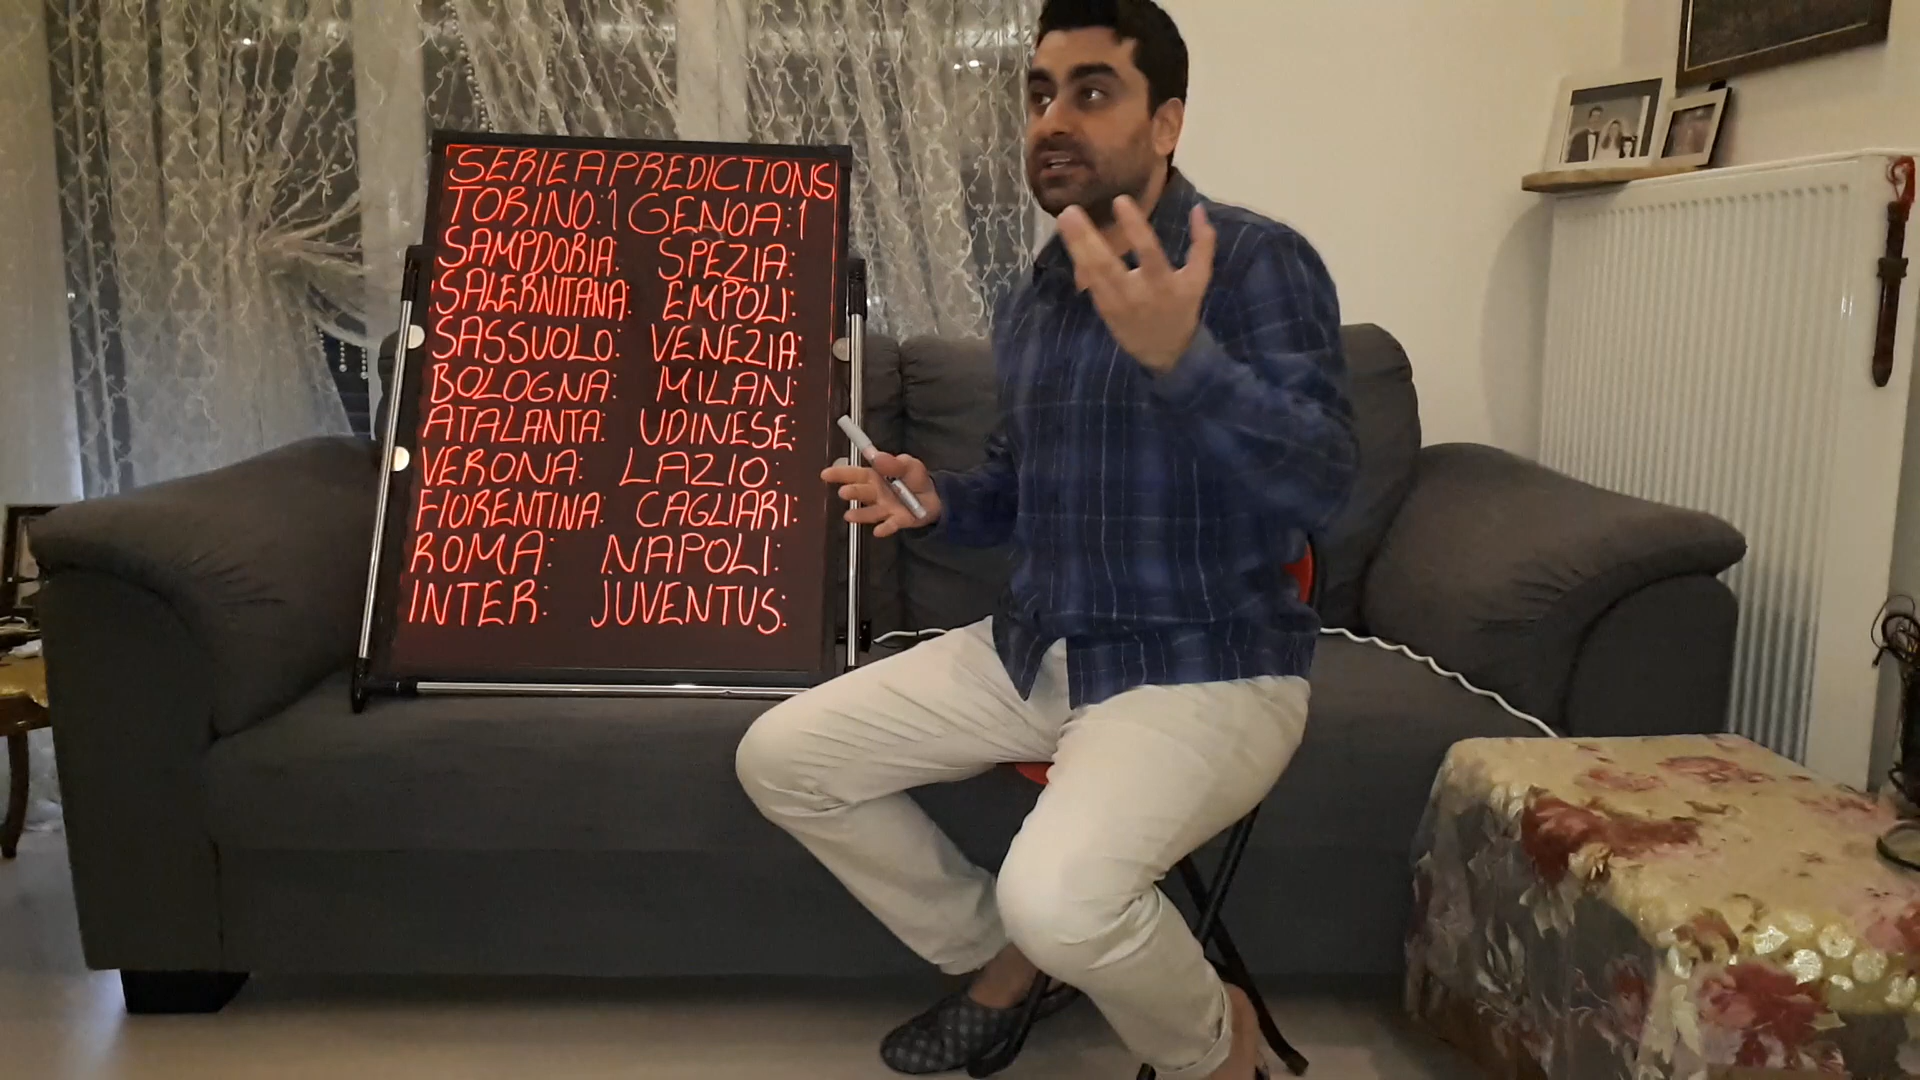 SERIE A PREDICTIONS
TORINO:1 GENOA:1
SAMPDORIA: SPEZIA:
SALERNITANA: EMPOLI:
SASSUOLO: VENEZIA:
BOLOGNA: MILAN:
ATALANTA: UDINESE:
VERONA: LAZIO:
FIORENTINA: CAGLIARI:
ROMA: NAPOLI:
INTER: JUVENTUS: